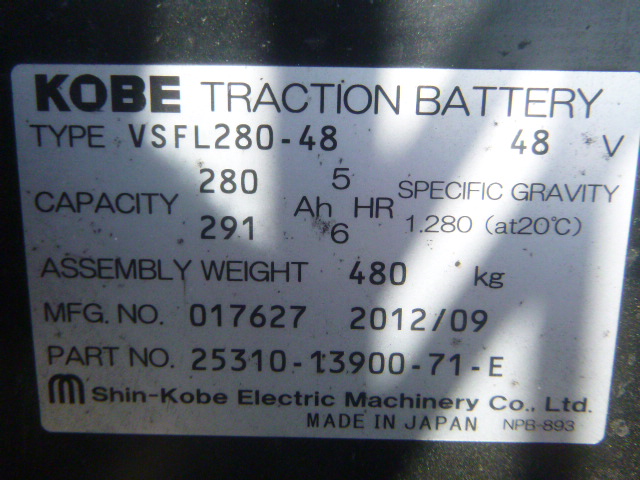 KOBE TRACTION BATTERY
TYPE VSFL280-48 48 V
CAPACITY 280 Ah 5 HR SPECIFIC GRAVITY
291 6 1.280 (at20℃)
ASSEMBLY WEIGHT 480 kg
MFG. NO. 017627 2012/09
PART NO. 25310-13900-71-E
m Shin-Kobe Electric Machinery Co., Ltd.
MADE IN JAPAN NPB-893